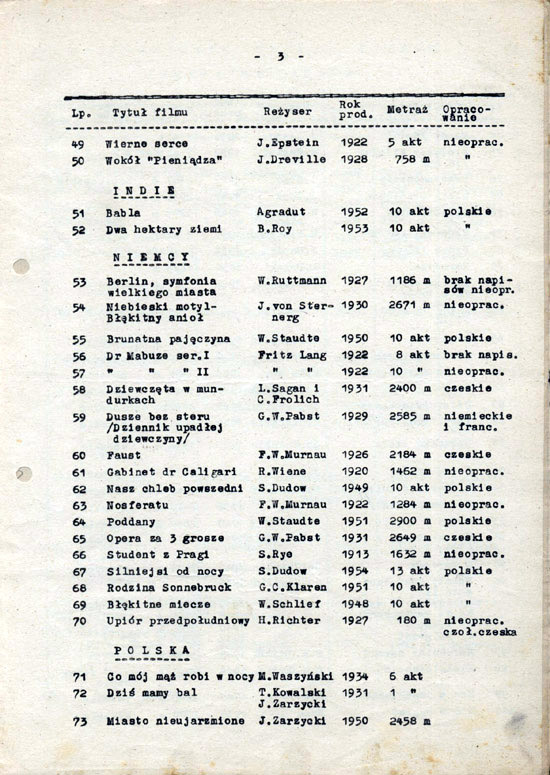 - 3 -
Lp. Tytuł filmu Reżyser Rok prod. Metraż Opraco-wanie
49 Wierne serce J.Epstein 1922 5 akt nieoprac.
50 Wokół "Pieniądza" J.Dreville 1928 758 m "
I N D I E
51 Babla Agradut 1952 10 akt polskie
52 Dwa hektary ziemi B.Roy 1953 10 akt "
N I E M C Y
53 Berlin, symfonia W.Ruttmann 1927 1186 m brak napi-
wielkiego miasta sów nieopr.
54 Niebieski motyl- J.von Ster- 1930 2671 m nieoprac.
Błękitny anioł nerg
55 Brunatna pajęczyna W.Staudte 1950 10 akt polskie
56 Dr Mabuze ser.I Fritz Lang 1922 8 akt brak napis.
57 " " " II " " 1922 10 " nieoprac.
58 Dziewczęta w mun- L.Sagan i 1931 2400 m czeskie
durkach C.Frolich
59 Dusze bez steru G.W.Pabst 1929 2585 m niemieckie
/Dziennik upadłej i franc.
dziewczyny/
60 Faust F.W.Murnau 1926 2184 m czeskie
61 Gabinet dr Caligari R.Wiene 1920 1462 m nieoprac.
62 Nasz chleb powszedni S.Dudow 1949 10 akt polskie
63 Nosferatu F.W.Murnau 1922 1284 m nieoprac.
64 Poddany W.Staudte 1951 2900 m polskie
65 Opera za 3 grosze G.W.Pabst 1931 2649 m czeskie
66 Student z Pragi S.Rye 1913 1632 m nieoprac.
67 Silniejsi od nocy S.Dudow 1954 13 akt polskie
68 Rodzina Sonnebruck G.C.Klaren 1951 10 akt "
69 Błękitne miecze W.Schlief 1948 10 akt "
70 Upiór przedpołudniowy H.Richter 1927 180 m nieoprac.
czoł.czeska
P O L S K A
71 Co mój mąż robi w nocy M.Waszyński 1934 6 akt
72 Dziś mamy bal T.Kowalski 1931 1 "
J.Zarzycki
73 Miasto nieujarzmione J.Zarzycki 1950 2458 m